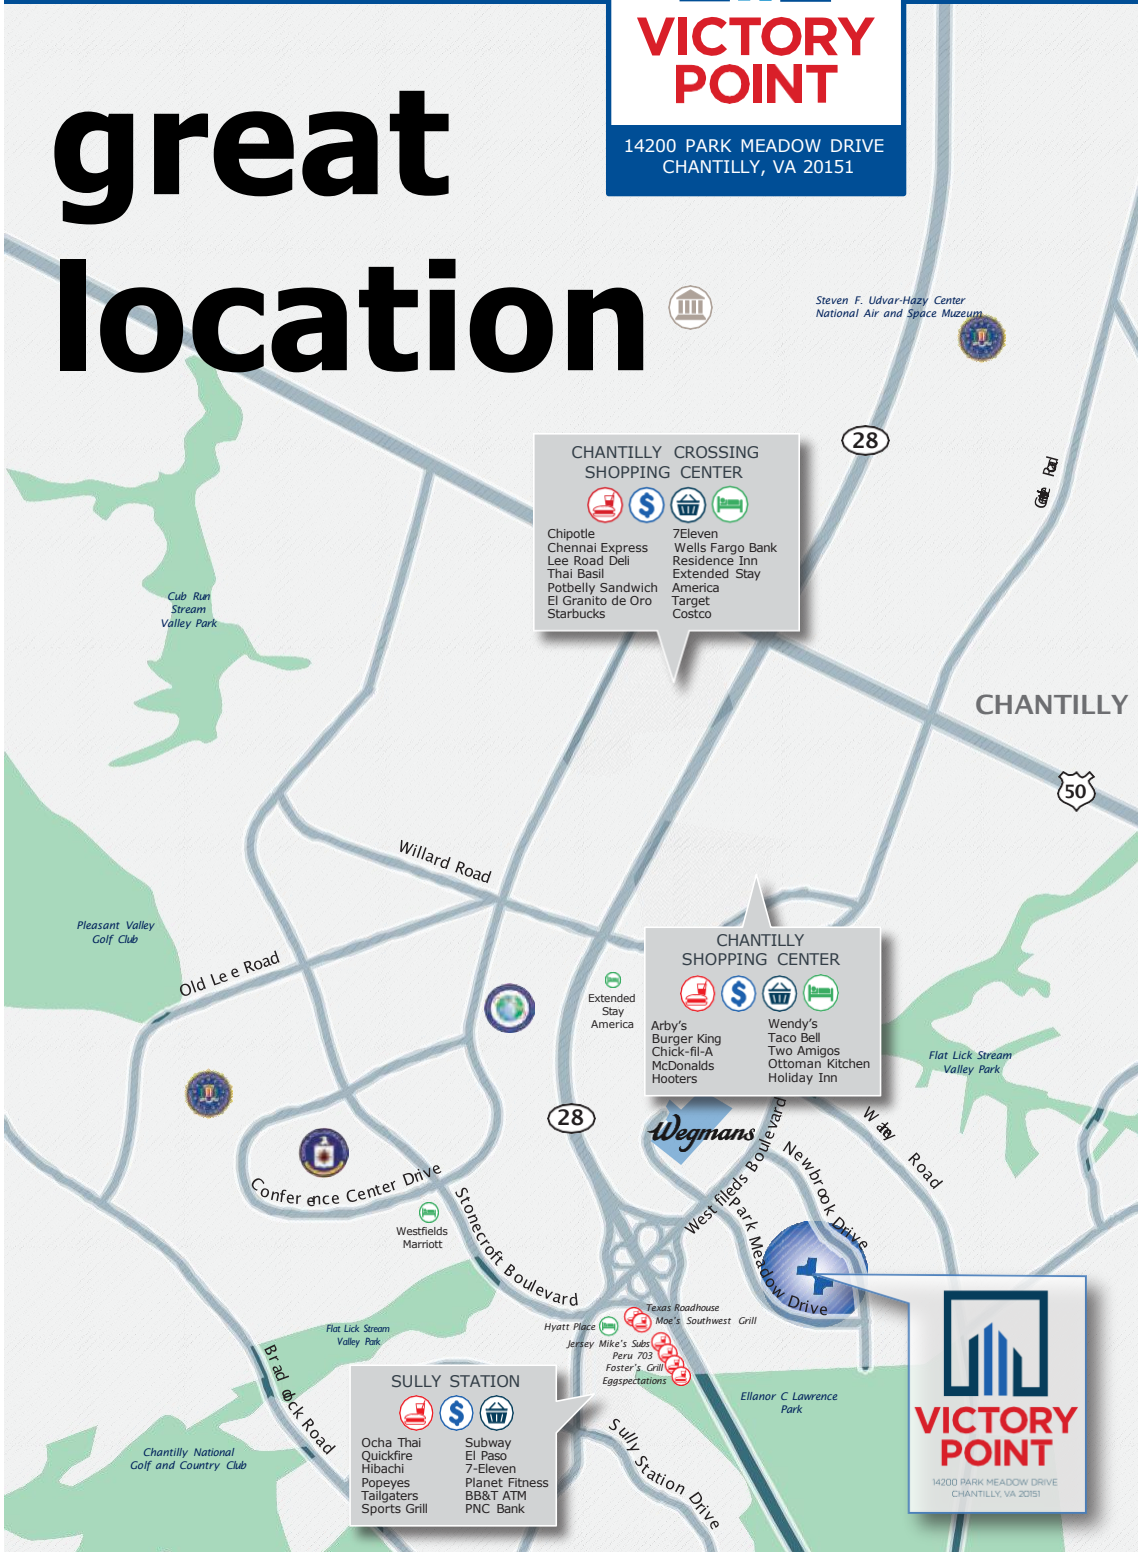 VICTORY
POINT
14200 PARK MEADOW DRIVE
CHANTILLY, VA 20151
great
location
Steven F. Udvar-Hazy Center
National Air and Space Muzeum
28
CHANTILLY CROSSING
SHOPPING CENTER
Chipotle
Chennai Express
Lee Road Deli
Thai Basil
Potbelly Sandwich
El Granito de Oro
Starbucks
7Eleven
Wells Fargo Bank
Residence Inn
Extended Stay
America
Target
Costco
Road
Cub Run
Stream
Valley Park
CHANTILLY
50
Willard Road
Pleasant Valley
Golf Club
Old Lee Road
Extended
Stay
America
CHANTILLY
SHOPPING CENTER
Arby's
Burger King
Chick-fil-A
McDonalds
Hooters
Wendy's
Taco Bell
Two Amigos
Ottoman Kitchen
Holiday Inn
Flat Lick Stream
Valley Park
28
Wegmans
Road
Newbrook Drive
Westfileds Boulevard
Park Meadow Drive
Conference Center Drive
Westfields
Marriott
Stonecroft Boulevard
Texas Roadhouse
Moe's Southwest Grill
Hyatt Place
Jersey Mike's Subs
Peru 703
Foster's Grill
Eggspectations
Flat Lick Stream
Valley Park
Braddock Road
SULLY STATION
Ocha Thai
Quickfire
Hibachi
Popeyes
Tailgaters
Sports Grill
Subway
El Paso
7-Eleven
Planet Fitness
BB&T ATM
PNC Bank
Sully Station Drive
Ellanor C Lawrence
Park
Chantilly National
Golf and Country Club
VICTORY
POINT
14200 PARK MEADOW DRIVE
CHANTILLY, VA 20151